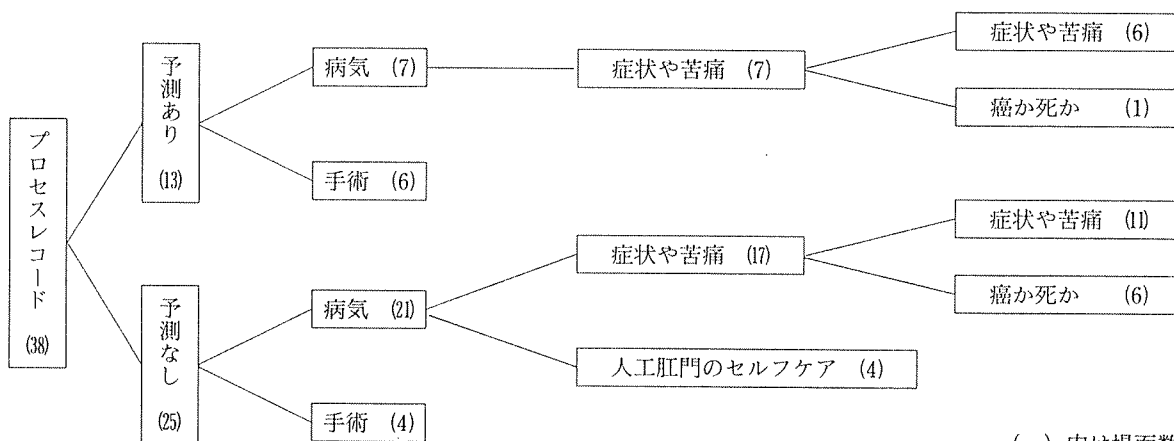 プロセスレコード
(38)
予測あり
(13)
病気 (7)
症状や苦痛 (7)
症状や苦痛 (6)
癌か死か (1)
手術 (6)
予測なし
(25)
病気 (21)
症状や苦痛 (17)
症状や苦痛 (11)
癌か死か (6)
人工肛門のセルフケア (4)
手術 (4)